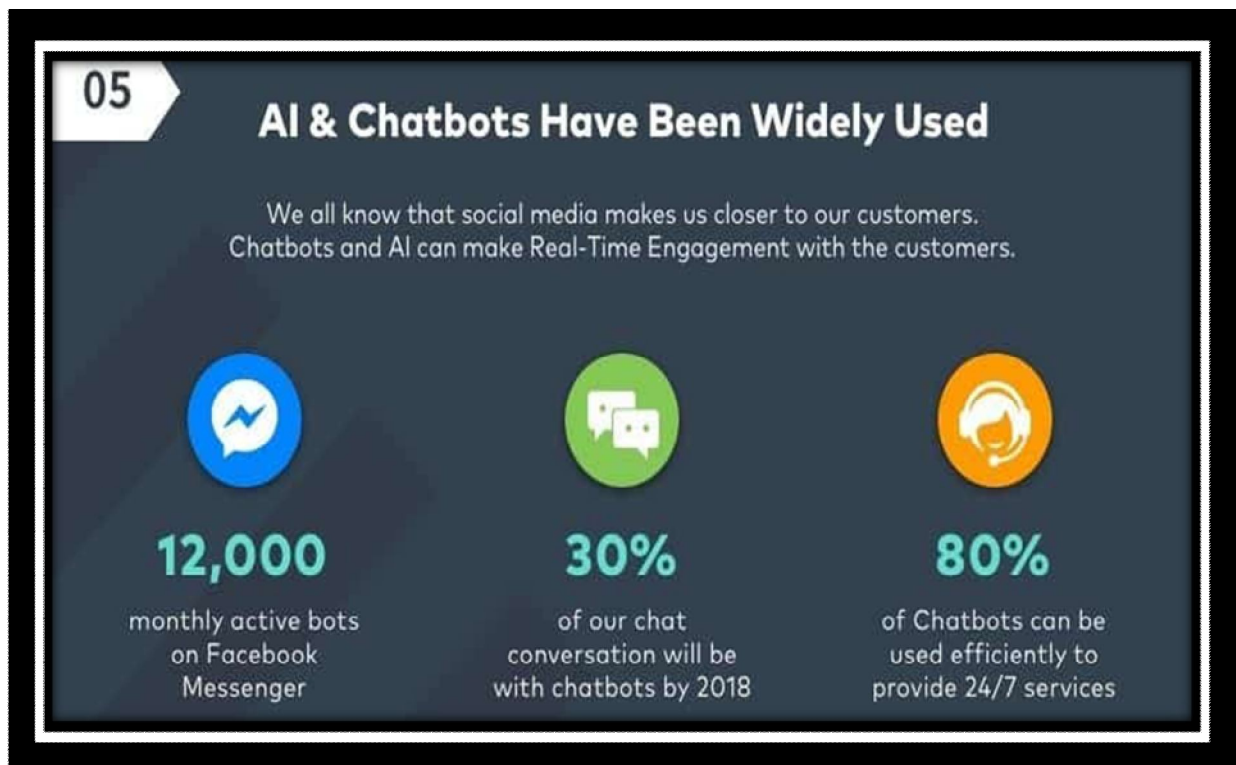 05
AI & Chatbots Have Been Widely Used
We all know that social media makes us closer to our customers.
Chatbots and AI can make Real-Time Engagement with the customers.
12,000
monthly active bots
on Facebook
Messenger
30%
of our chat
conversation will be
with chatbots by 2018
80%
of Chatbots can be
used efficiently to
provide 24/7 services